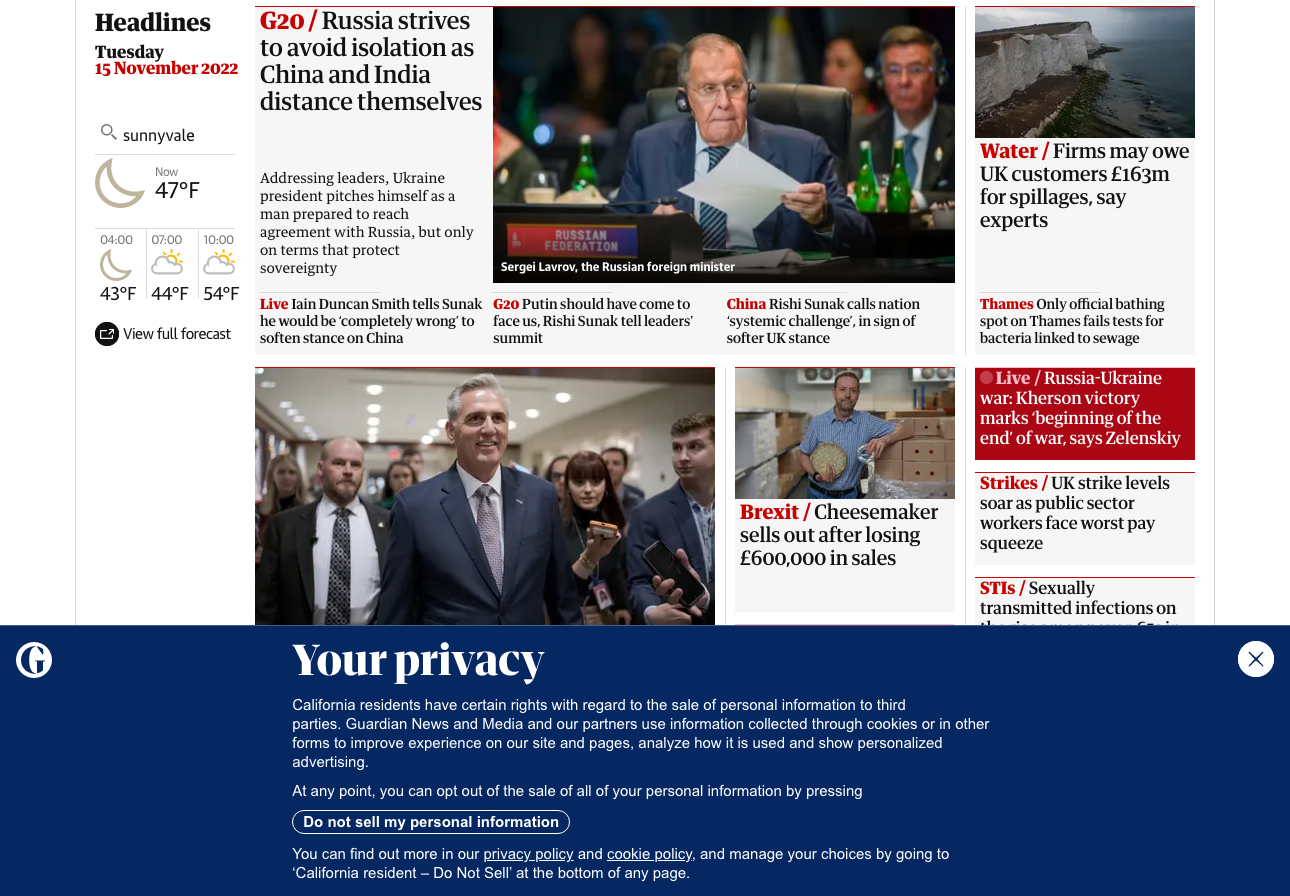 Headlines
Tuesday
15 November 2022
sunnyvale
Now
47°F
04:00
07:00
10:00
43°F
44°F
54°F
View full forecast
G20 / Russia strives
to avoid isolation as
China and India
distance themselves
Addressing leaders, Ukraine
president pitches himself as a
man prepared to reach
agreement with Russia, but only
on terms that protect
sovereignty
RUSSIAN
FEDERATION
Sergei Lavrov, the Russian foreign minister
Live Iain Duncan Smith tells Sunak
he would be ‘completely wrong’ to
soften stance on China
G20 Putin should have come to
face us, Rishi Sunak tell leaders'
summit
China Rishi Sunak calls nation
‘systemic challenge’, in sign of
softer UK stance
Water / Firms may owe
UK customers £163m
for spillages, say
experts
Thames Only official bathing
spot on Thames fails tests for
bacteria linked to sewage
Brexit / Cheesemaker
sells out after losing
£600,000 in sales
Live / Russia-Ukraine
war: Kherson victory
marks ‘beginning of the
end’ of war, says Zelenskiy
Strikes / UK strike levels
soar as public sector
workers face worst pay
squeeze
STIs / Sexually
transmitted infections on
Your privacy
California residents have certain rights with regard to the sale of personal information to third
parties. Guardian News and Media and our partners use information collected through cookies or in other
forms to improve experience on our site and pages, analyze how it is used and show personalized
advertising.
At any point, you can opt out of the sale of all of your personal information by pressing
Do not sell my personal information
You can find out more in our privacy policy and cookie policy, and manage your choices by going to
‘California resident – Do Not Sell’ at the bottom of any page.